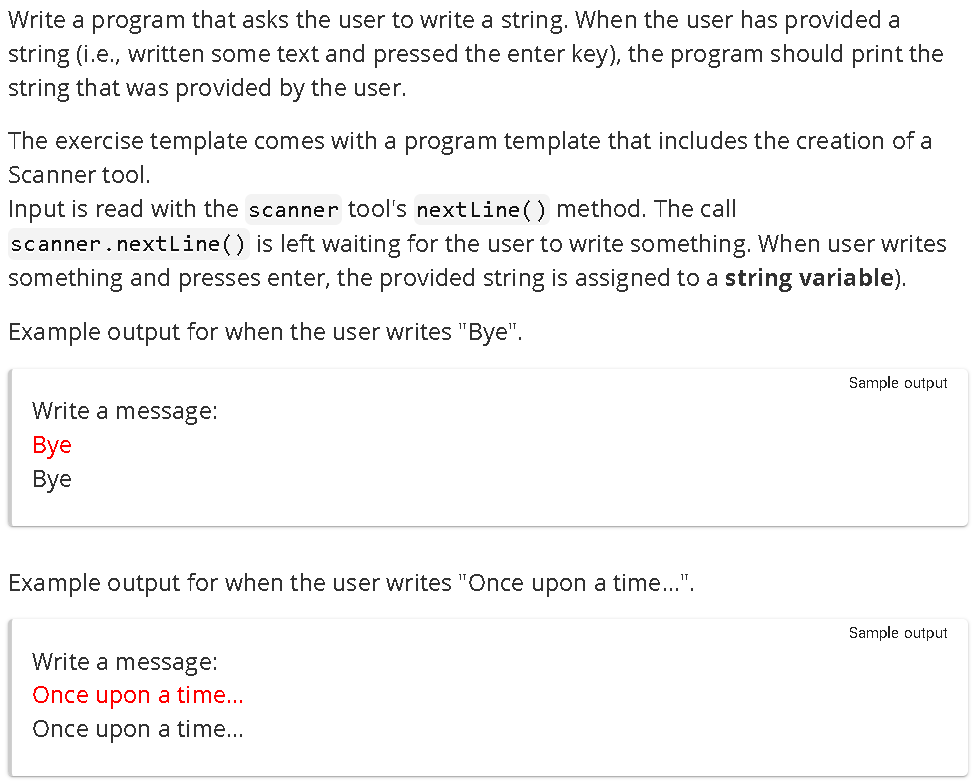 Write a program that asks the user to write a string. When the user has provided a
string (i.e., written some text and pressed the enter key), the program should print the
string that was provided by the user.
The exercise template comes with a program template that includes the creation of a
Scanner tool.
Input is read with the scanner tool's nextLine() method. The call
scanner.nextLine() is left waiting for the user to write something. When user writes
something and presses enter, the provided string is assigned to a string variable).
Example output for when the user writes "Bye".
Sample output
Write a message:
Bye
Bye
Example output for when the user writes "Once upon a time...".
Sample output
Write a message:
Once upon a time...
Once upon a time...